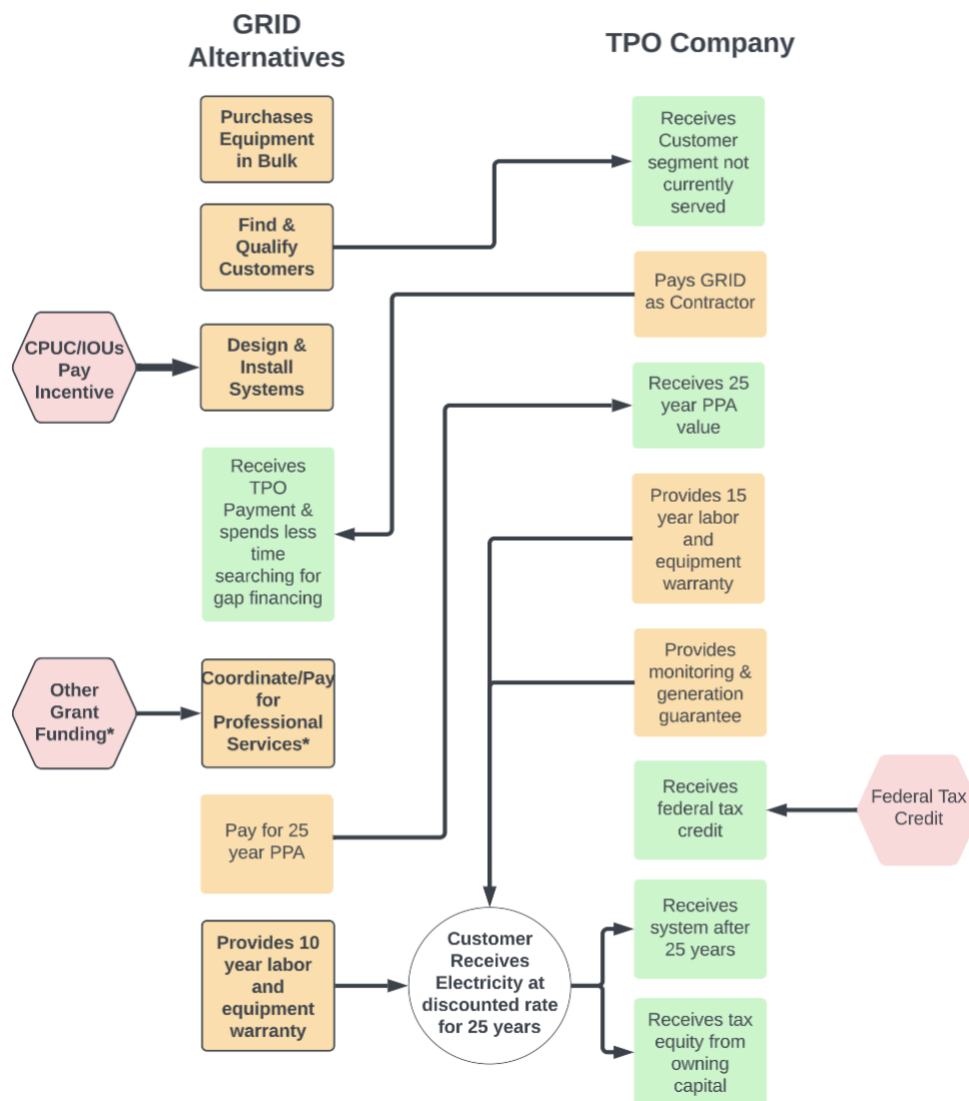 GRID
Alternatives
TPO Company
Purchases
Equipment
in Bulk
Find &
Qualify
Customers
CPUC/IOUs
Pay
Incentive
Design &
Install
Systems
Receives
TPO
Payment &
spends less
time
searching for
gap financing
Other
Grant
Funding*
Coordinate/Pay
for
Professional
Services*
Pay for 25
year PPA
Provides 10
year labor
and
equipment
warranty
Customer
Receives
Electricity at
discounted rate
for 25 years
Receives
Customer
segment not
currently
served
Pays GRID
as Contractor
Receives 25
year PPA
value
Provides 15
year labor
and
equipment
warranty
Provides
monitoring &
generation
guarantee
Receives
federal tax
credit
Federal Tax
Credit
Receives
system after
25 years
Receives tax
equity from
owning
capital